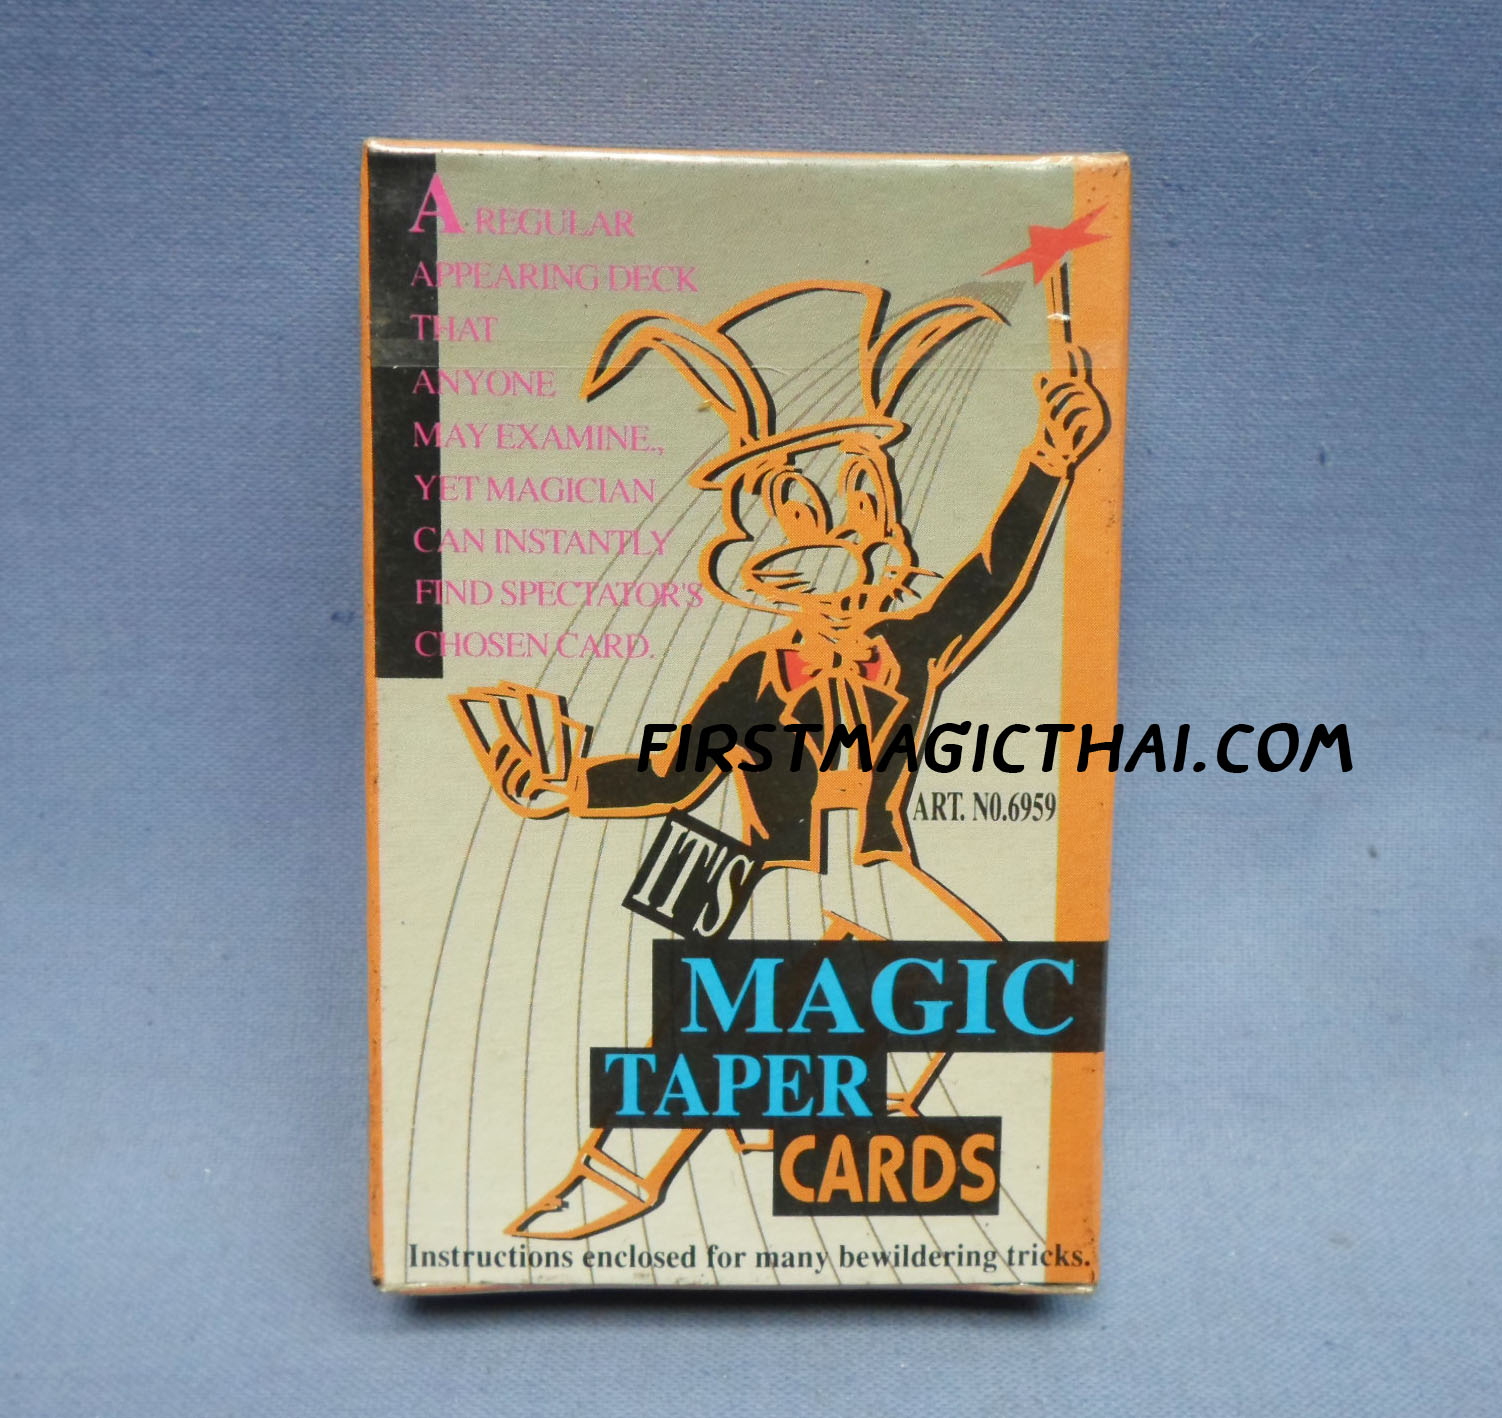 A REGULAR
APPEARING DECK
THAT
ANYONE
MAY EXAMINE.,
YET MAGICIAN
CAN INSTANTLY
FIND SPECTATOR'S
CHOSEN CARD.
FIRSTMAGICTHAI.COM
ART. NO.6959
IT'S
MAGIC
TAPER
CARDS
Instructions enclosed for many bewildering tricks.